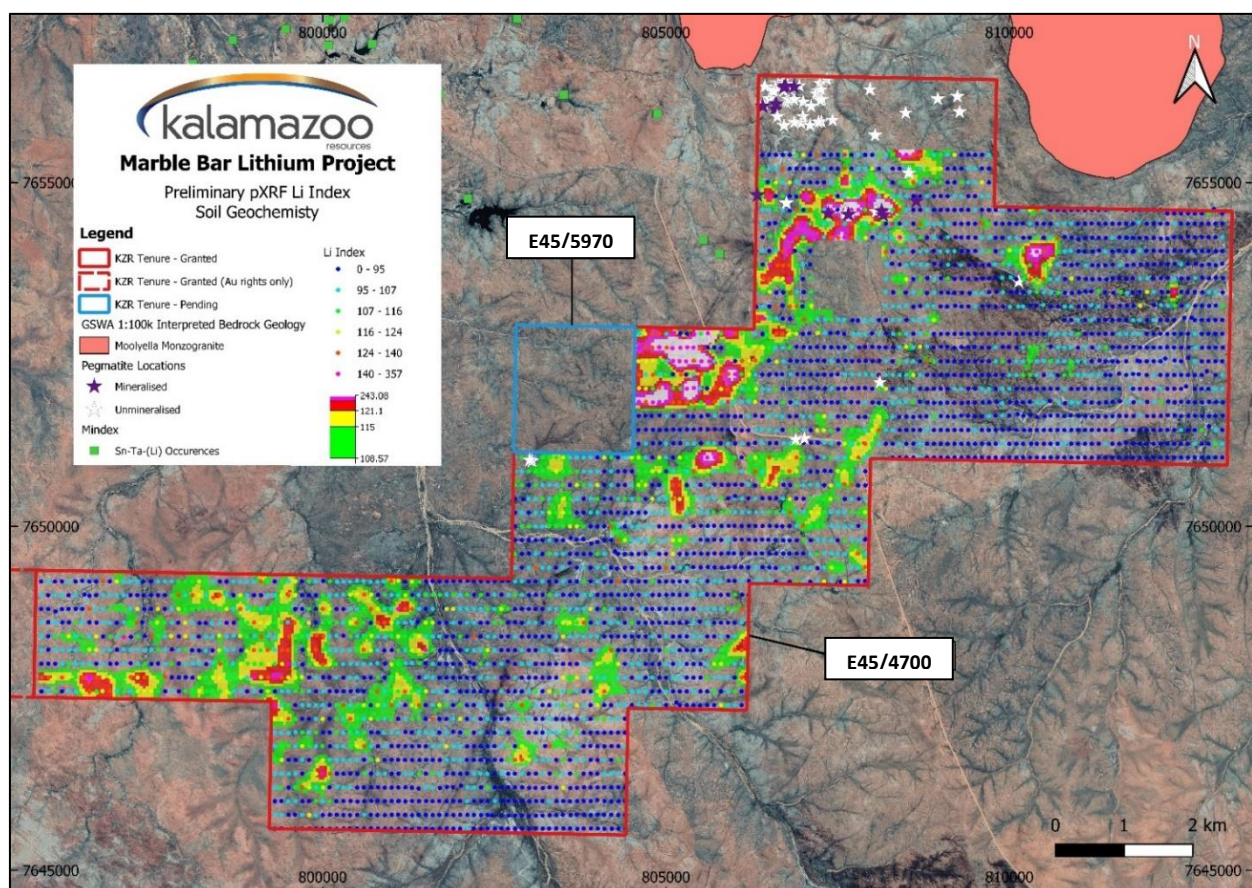 800000
805000
810000
N
kalamazoo
resources
Marble Bar Lithium Project
Preliminary pXRF Li Index
Soil Geochemisty
Legend
KZR Tenure - Granted
KZR Tenure - Granted (Au rights only)
KZR Tenure - Pending
GSWA 1:100k Interpreted Bedrock Geology
Moolyella Monzogranite
Pegmatite Locations
Mineralised
Unmineralised
Mindex
Sn-Ta-(Li) Occurences
Li Index
0 - 95
95 - 107
107 - 116
116 - 124
124 - 140
140 - 357
243.08
121.1
115
108.57
7655000
7655000
E45/5970
7650000
7650000
E45/4700
0 1 2 km
7645000
7645000
800000
805000
810000